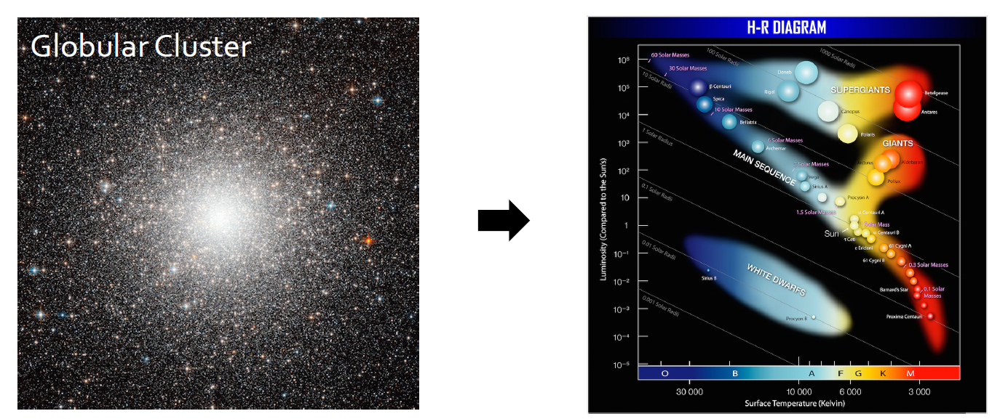 Globular Cluster
H-R DIAGRAM
Luminosity (Compared to the Sun's)
10⁶
10⁵
10⁴
10³
10²
10
1
10⁻¹
10⁻²
10⁻³
10⁻⁴
10⁻⁵
60 Solar Masses
30 Solar Masses
10 Solar Radii
100 Solar Radii
1000 Solar Radii
Deneb
Rigel
SUPERGIANTS
Betelgeuse
Antares
β Centauri
Spica
10 Solar Masses
Bellatrix
Canopus
Polaris
1 Solar Radius
6 Solar Masses
Archernar
GIANTS
Arcturus
Aldebaran
Pollux
MAIN SEQUENCE
3 Solar Masses
Vega
Sirius A
Procyon A
1.5 Solar Masses
0.1 Solar Radii
α Centauri A
Solar Mass
Sun
α Centauri B
τ Ceti
ε Eridani
61 Cygni A
61 Cygni B
0.3 Solar Masses
0.01 Solar Radii
Sirius B
WHITE DWARFS
Barnard's Star
0.1 Solar
Masses
0.001 Solar Radii
Procyon B
Proxima Centauri
O B A F G K M
30 000 10 000 6 000 3 000
Surface Temperature (Kelvin)